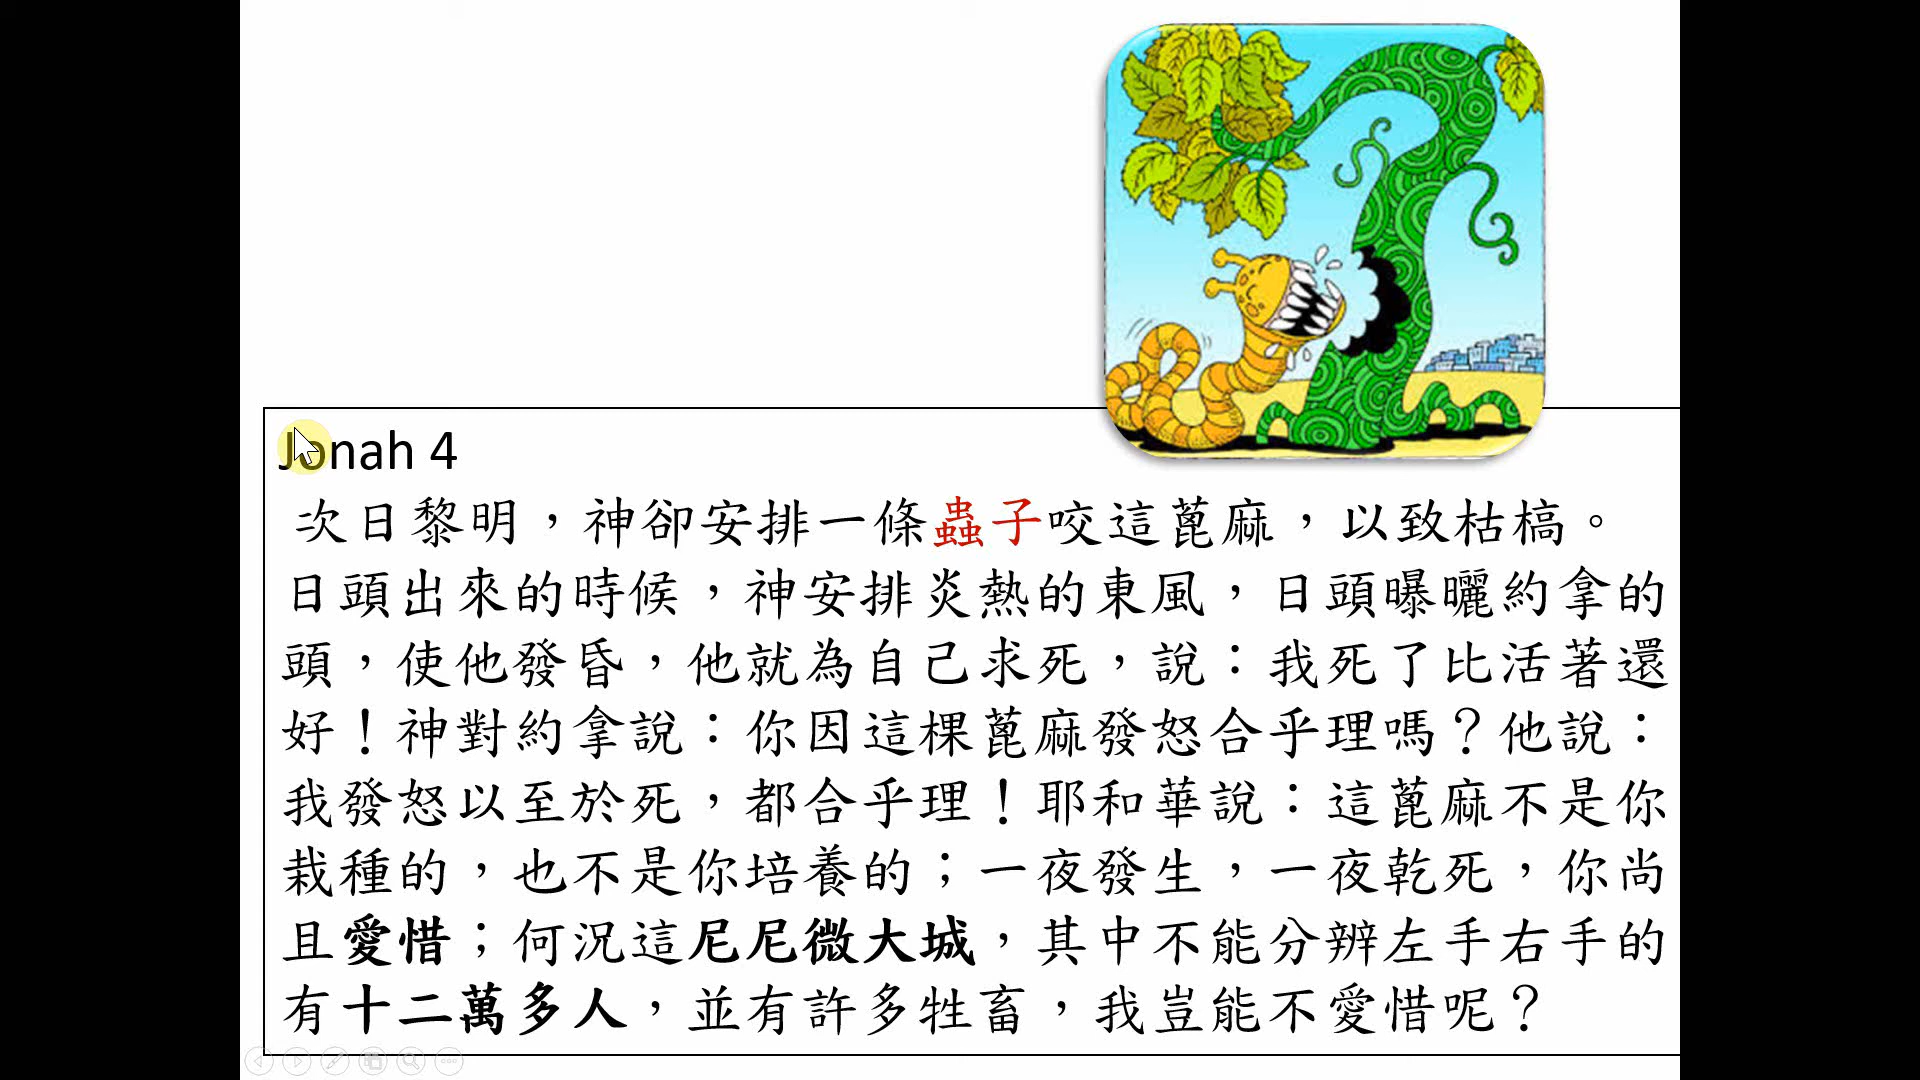 Jonah 4
次日黎明，神卻安排一條蟲子咬這蓖麻，以致枯槁。
日頭出來的時候，神安排炎熱的東風，日頭曝曬約拿的
頭，使他發昏，他就為自己求死，說：我死了比活著還
好！神對約拿說：你因這棵蓖麻發怒合乎理嗎？他說：
我發怒以至於死，都合乎理！耶和華說：這蓖麻不是你
栽種的，也不是你培養的；一夜發生，一夜乾死，你尚
且愛惜；何況這尼尼微大城，其中不能分辨左手右手的
有十二萬多人，並有許多牲畜，我豈能不愛惜呢？